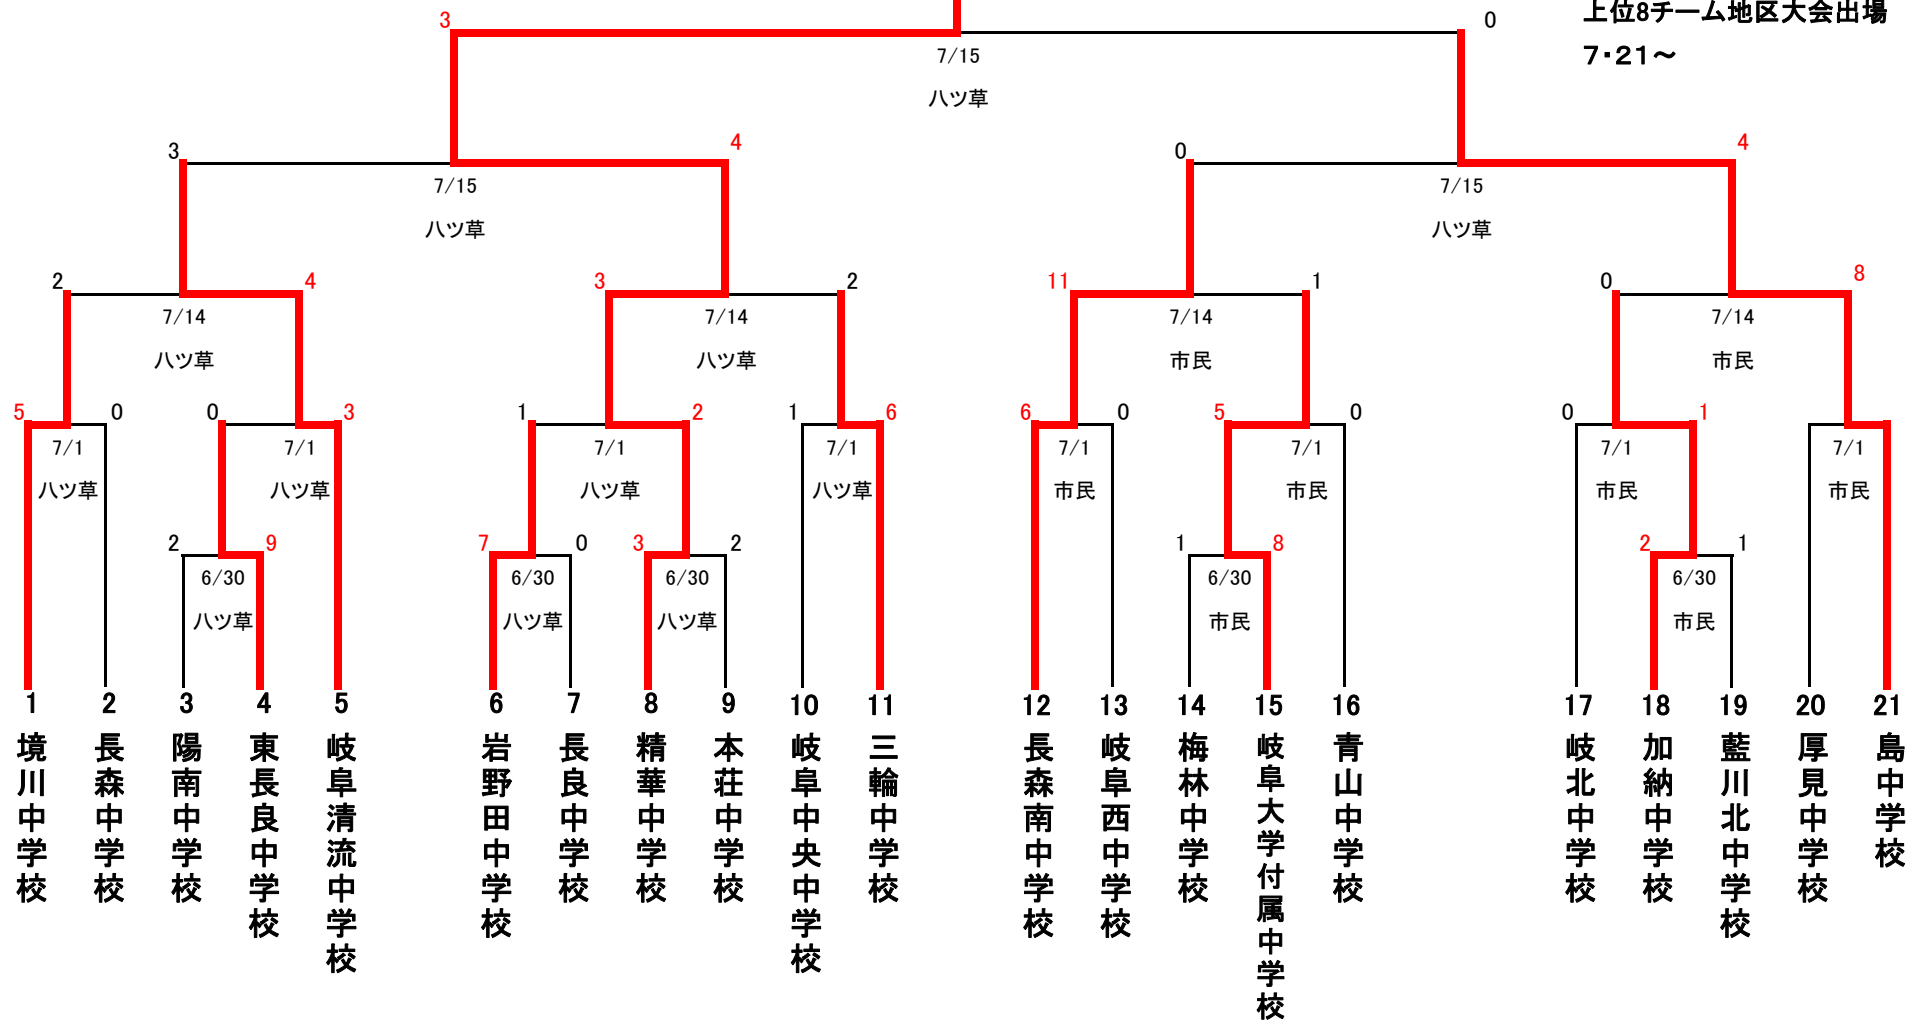 上位8チーム地区大会出場
3
0
7/15
7・21～
八ツ草
3
4
0
4
7/15
7/15
八ツ草
八ツ草
2
4
3
2
11
1
0
8
7/14
7/14
7/14
7/14
八ツ草
八ツ草
市民
市民
5
0
0
3
1
2
1
6
6
0
5
0
0
1
7/1
7/1
7/1
7/1
7/1
7/1
7/1
7/1
八ツ草
八ツ草
八ツ草
八ツ草
市民
市民
市民
市民
2
9
7
0
3
2
1
8
2
1
6/30
6/30
6/30
6/30
6/30
八ツ草
八ツ草
八ツ草
市民
市民
1
2
3
4
5
6
7
8
9
10
11
12
13
14
15
16
17
18
19
20
21
境川中学校
長森中学校
陽南中学校
東長良中学校
岐阜清流中学校
岩野田中学校
長良中学校
精華中学校
本荘中学校
岐阜中央中学校
三輪中学校
長森南中学校
岐阜西中学校
梅林中学校
岐阜大学付属中学校
青山中学校
岐北中学校
加納中学校
藍川北中学校
厚見中学校
島中学校